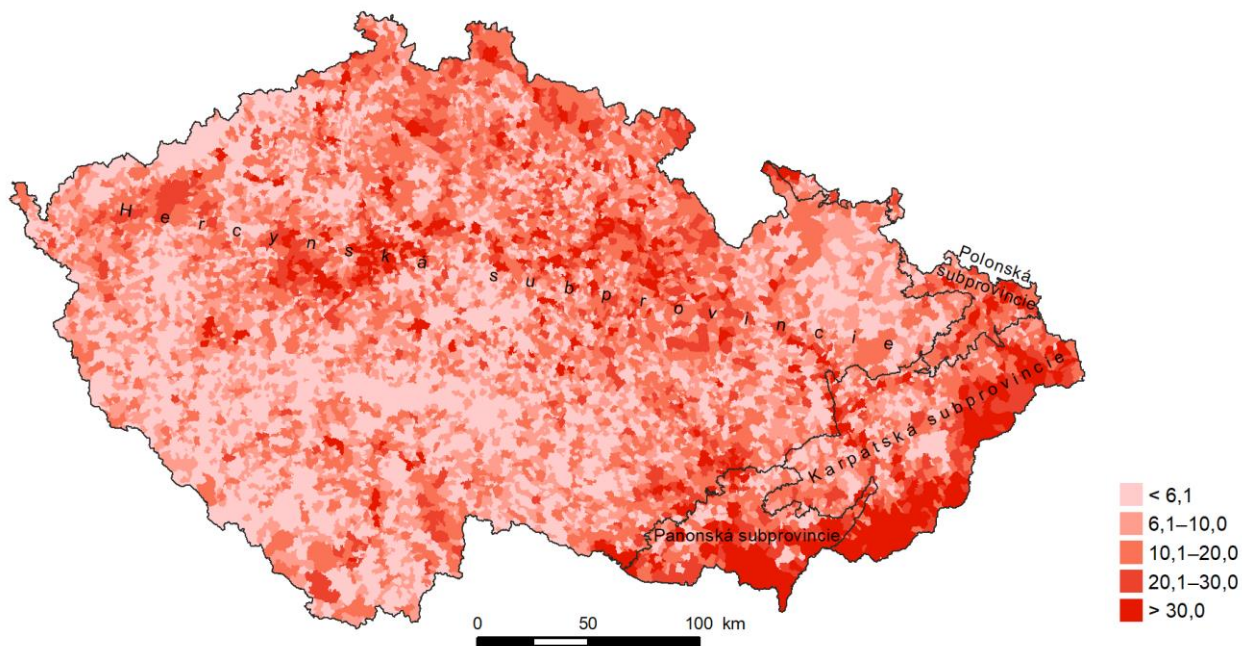 Hercynská subprovincie
Polonská
subprovincie
Karpatská subprovincie
Panonská subprovincie
< 6,1
6,1–10,0
10,1–20,0
20,1–30,0
> 30,0
0 50 100 km